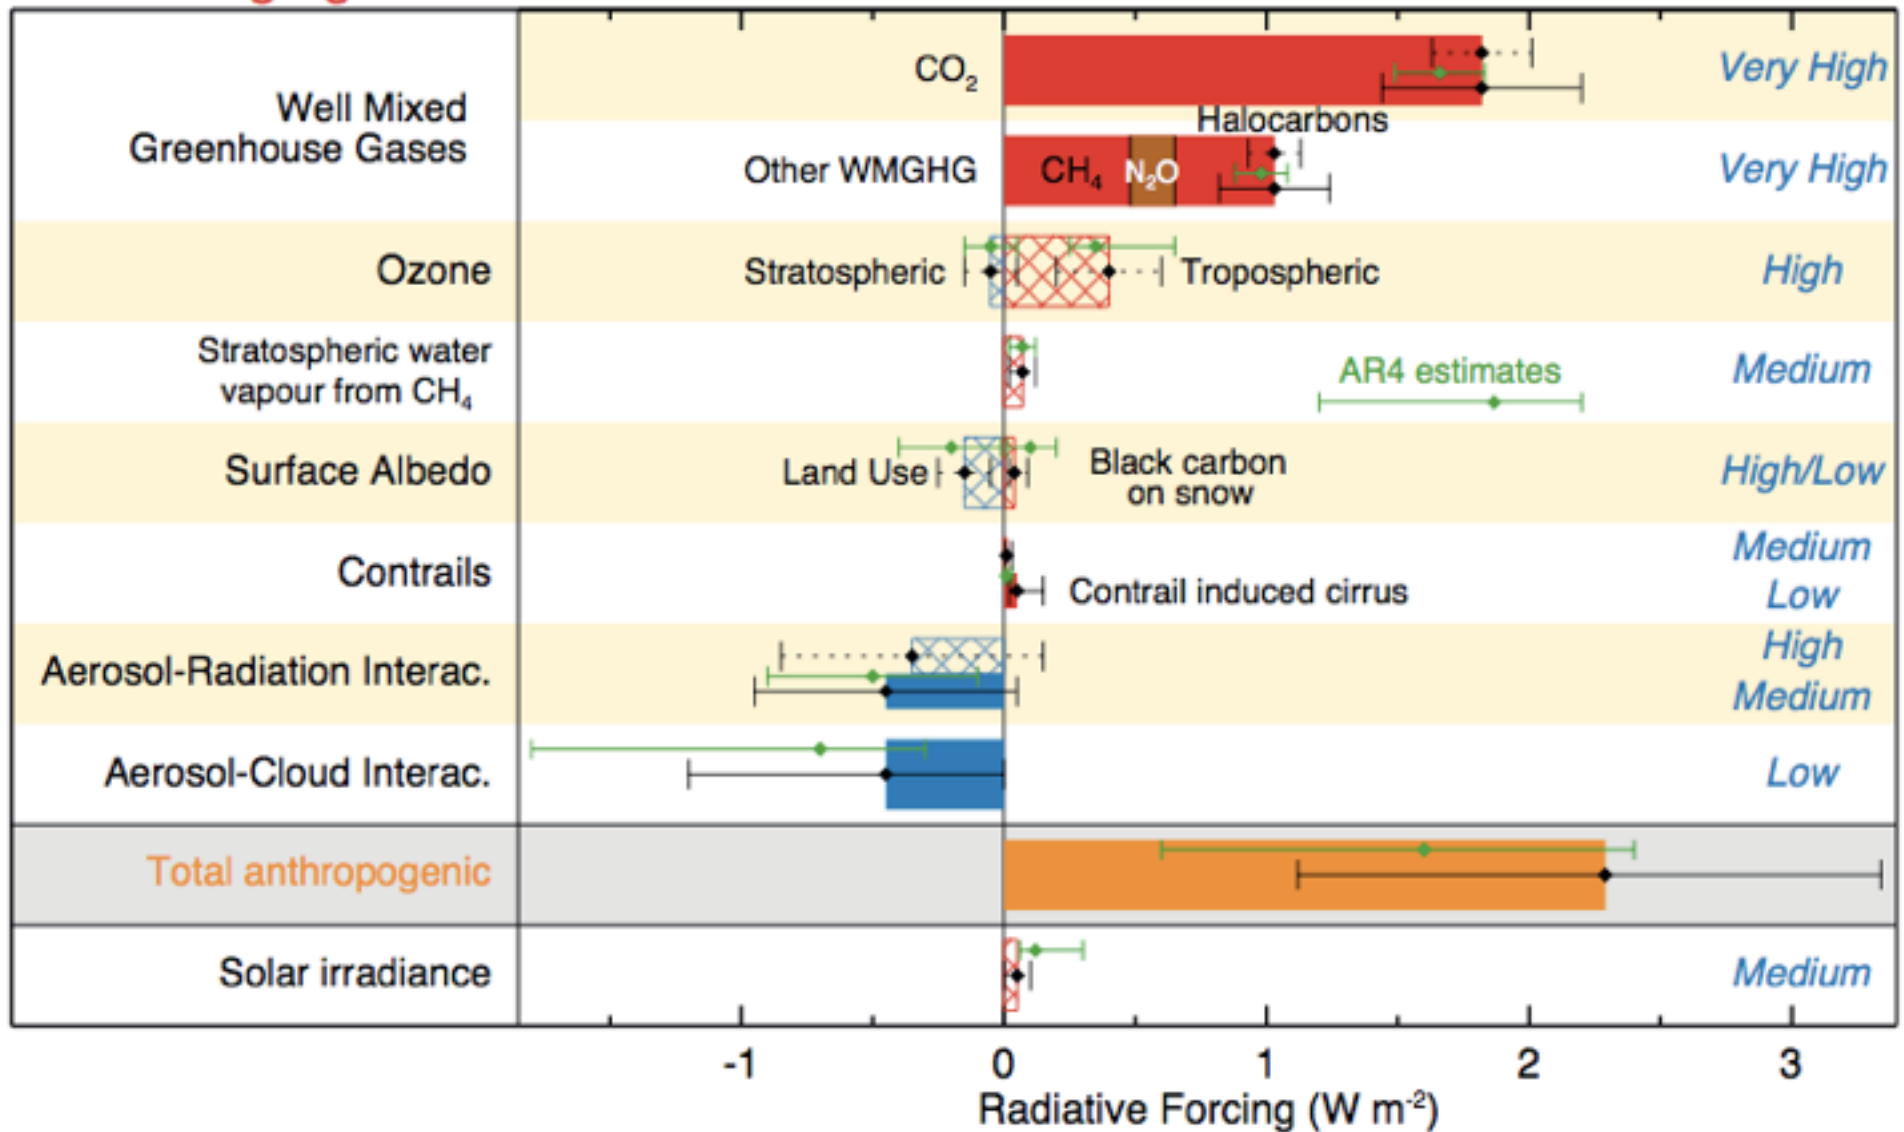 CO₂
Very High
Well Mixed
Greenhouse Gases
Halocarbons
Other WMGHG
CH₄
N₂O
Very High
Ozone
Stratospheric
Tropospheric
High
Stratospheric water
vapour from CH₄
AR4 estimates
Medium
Surface Albedo
Land Use
Black carbon
on snow
High/Low
Contrails
Medium
Contrail induced cirrus
Low
Aerosol-Radiation Interac.
High
Medium
Aerosol-Cloud Interac.
Low
Total anthropogenic
Solar irradiance
Medium
-1 0 1 2 3
Radiative Forcing (W m⁻²)